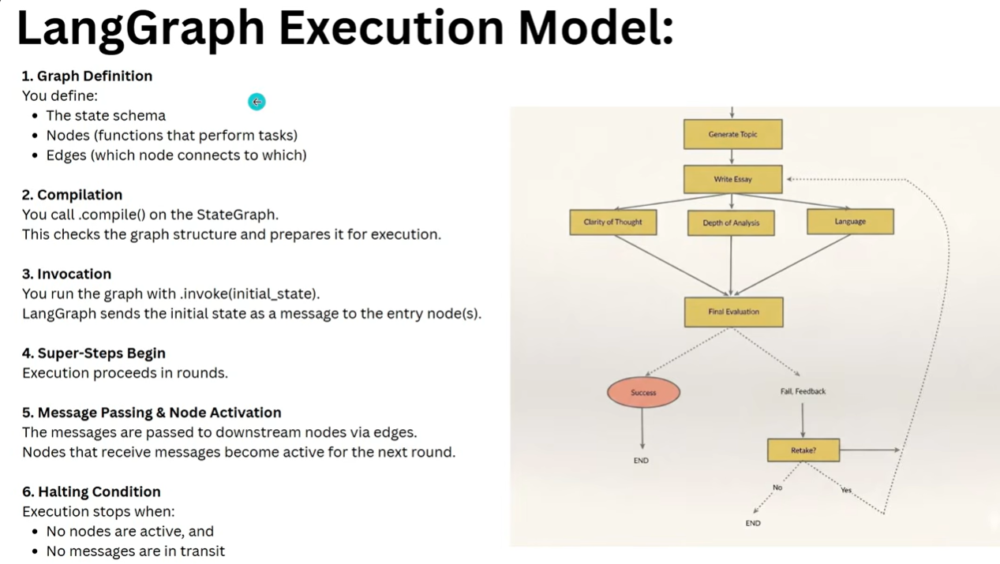 LangGraph Execution Model:
1. Graph Definition
You define:
• The state schema
• Nodes (functions that perform tasks)
• Edges (which node connects to which)
2. Compilation
You call .compile() on the StateGraph.
This checks the graph structure and prepares it for execution.
3. Invocation
You run the graph with .invoke(initial_state).
LangGraph sends the initial state as a message to the entry node(s).
4. Super-Steps Begin
Execution proceeds in rounds.
5. Message Passing & Node Activation
The messages are passed to downstream nodes via edges.
Nodes that receive messages become active for the next round.
6. Halting Condition
Execution stops when:
• No nodes are active, and
• No messages are in transit
Generate Topic
Write Essay
Clarity of Thought
Depth of Analysis
Language
Final Evaluation
Success
Fail, Feedback
END
Retake?
No
Yes
END